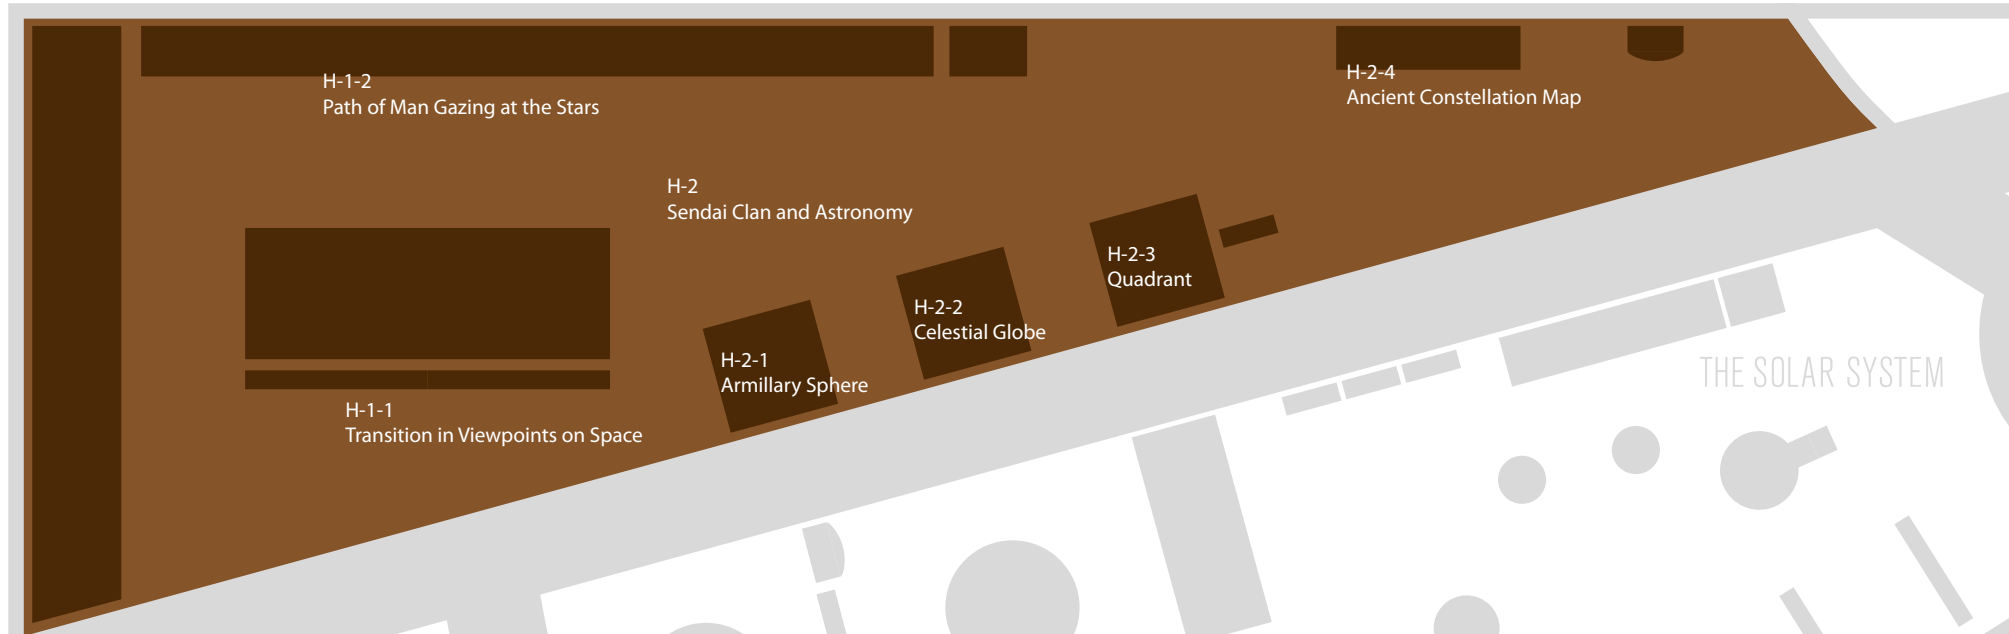 H-1-2
Path of Man Gazing at the Stars
H-2-4
Ancient Constellation Map
H-2
Sendai Clan and Astronomy
H-2-3
Quadrant
H-2-2
Celestial Globe
H-2-1
Armillary Sphere
H-1-1
Transition in Viewpoints on Space
THE SOLAR SYSTEM